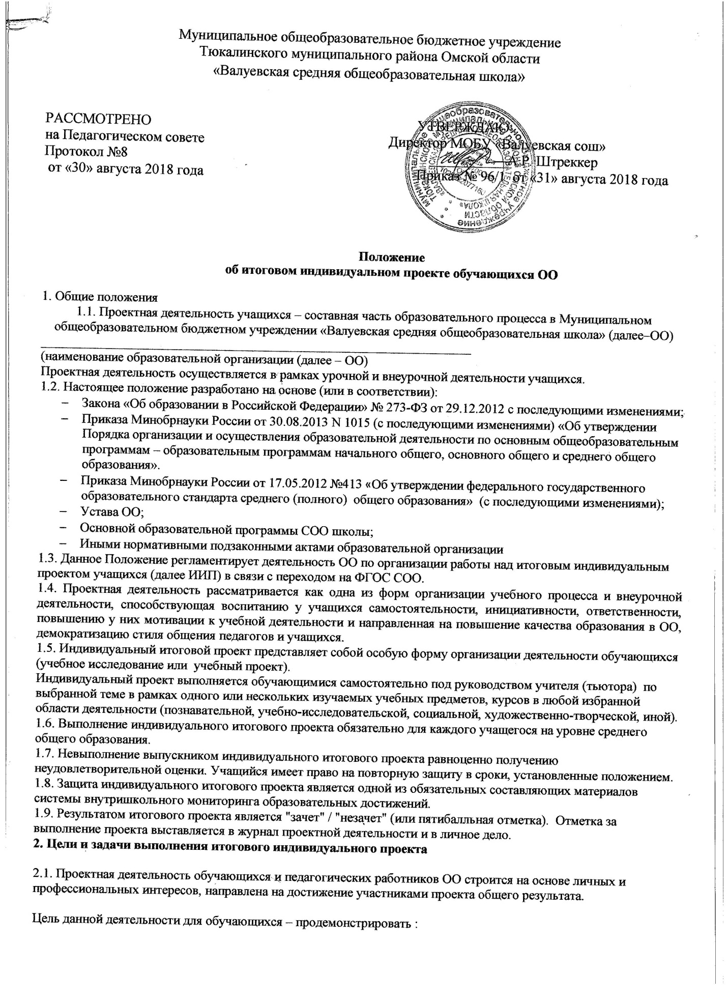 Муниципальное общеобразовательное бюджетное учреждение
Тюкалинского муниципального района Омской области
«Валуевская средняя общеобразовательная школа»
РАССМОТРЕНО
на Педагогическом совете
Протокол №8
от «30» августа 2018 года
УТВЕРЖДАЮ
Директор МОБУ «Валуевская сош»
А.Р. Штреккер
Приказ № 96/1 от «31» августа 2018 года
Положение
об итоговом индивидуальном проекте обучающихся ОО
1. Общие положения
1.1. Проектная деятельность учащихся – составная часть образовательного процесса в Муниципальном
общеобразовательном бюджетном учреждении «Валуевская средняя общеобразовательная школа» (далее–ОО)
(наименование образовательной организации (далее – ОО)
Проектная деятельность осуществляется в рамках урочной и внеурочной деятельности учащихся.
1.2. Настоящее положение разработано на основе (или в соответствии):
– Закона «Об образовании в Российской Федерации» № 273-ФЗ от 29.12.2012 с последующими изменениями;
– Приказа Минобрнауки России от 30.08.2013 N 1015 (с последующими изменениями) «Об утверждении
Порядка организации и осуществления образовательной деятельности по основным общеобразовательным
программам – образовательным программам начального общего, основного общего и среднего общего
образования».
– Приказа Минобрнауки России от 17.05.2012 №413 «Об утверждении федерального государственного
образовательного стандарта среднего (полного) общего образования» (с последующими изменениями);
– Устава ОО;
– Основной образовательной программы СОО школы;
– Иными нормативными подзаконными актами образовательной организации
1.3. Данное Положение регламентирует деятельность ОО по организации работы над итоговым индивидуальным
проектом учащихся (далее ИИП) в связи с переходом на ФГОС СОО.
1.4. Проектная деятельность рассматривается как одна из форм организации учебного процесса и внеурочной
деятельности, способствующая воспитанию у учащихся самостоятельности, инициативности, ответственности,
повышению у них мотивации к учебной деятельности и направленная на повышение качества образования в ОО,
демократизацию стиля общения педагогов и учащихся.
1.5. Индивидуальный итоговой проект представляет собой особую форму организации деятельности обучающихся
(учебное исследование или учебный проект).
Индивидуальный проект выполняется обучающимися самостоятельно под руководством учителя (тьютора) по
выбранной теме в рамках одного или нескольких изучаемых учебных предметов, курсов в любой избранной
области деятельности (познавательной, учебно-исследовательской, социальной, художественно-творческой, иной).
1.6. Выполнение индивидуального итогового проекта обязательно для каждого учащегося на уровне среднего
общего образования.
1.7. Невыполнение выпускником индивидуального итогового проекта равноценно получению
неудовлетворительной оценки. Учащийся имеет право на повторную защиту в сроки, установленные положением.
1.8. Защита индивидуального итогового проекта является одной из обязательных составляющих материалов
системы внутришкольного мониторинга образовательных достижений.
1.9. Результатом итогового проекта является "зачет" / "незачет" (или пятибалльная отметка). Отметка за
выполнение проекта выставляется в журнал проектной деятельности и в личное дело.
2. Цели и задачи выполнения итогового индивидуального проекта
2.1. Проектная деятельность обучающихся и педагогических работников ОО строится на основе личных и
профессиональных интересов, направлена на достижение участниками проекта общего результата.
Цель данной деятельности для обучающихся – продемонстрировать :